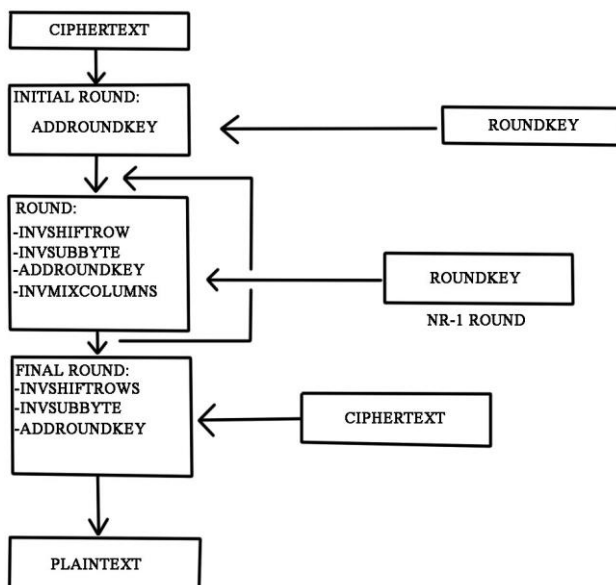 CIPHERTEXT
INITIAL ROUND:
ADDROUNDKEY
ROUNDKEY
ROUND:
-INVSHIFTROW
-INVSUBBYTE
-ADDROUNDKEY
-INVMIXCOLUMNS
ROUNDKEY
NR-1 ROUND
FINAL ROUND:
-INVSHIFTROWS
-INVSUBBYTE
-ADDROUNDKEY
CIPHERTEXT
PLAINTEXT